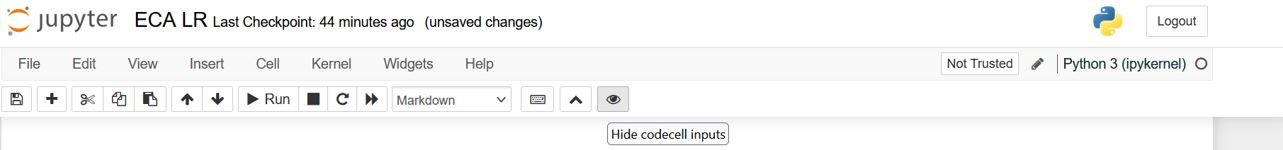 jupyter ECA LR Last Checkpoint: 44 minutes ago (unsaved changes) Logout
File Edit View Insert Cell Kernel Widgets Help Not Trusted Python 3 (ipykernel)
Run Markdown
Hide codecell inputs